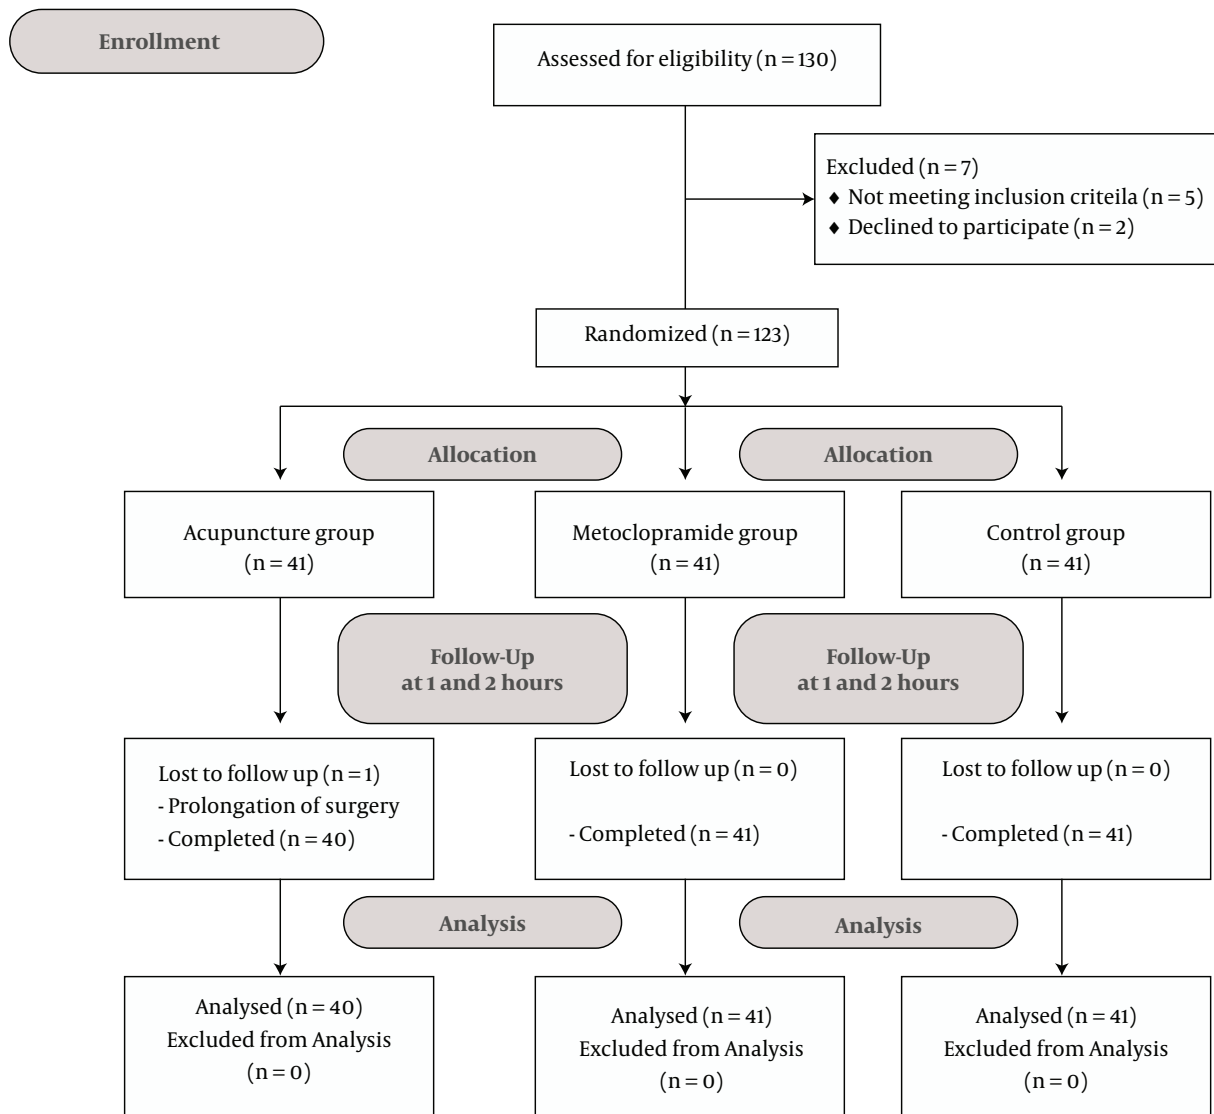 Enrollment
Assessed for eligibility (n = 130)
Excluded (n = 7)
♦ Not meeting inclusion criteila (n = 5)
♦ Declined to participate (n = 2)
Randomized (n = 123)
Allocation
Allocation
Acupuncture group
(n = 41)
Metoclopramide group
(n = 41)
Control group
(n = 41)
Follow-Up
at 1 and 2 hours
Follow-Up
at 1 and 2 hours
Lost to follow up (n = 1)
- Prolongation of surgery
- Completed (n = 40)
Lost to follow up (n = 0)
- Completed (n = 41)
Lost to follow up (n = 0)
- Completed (n = 41)
Analysis
Analysis
Analysed (n = 40)
Excluded from Analysis
(n = 0)
Analysed (n = 41)
Excluded from Analysis
(n = 0)
Analysed (n = 41)
Excluded from Analysis
(n = 0)